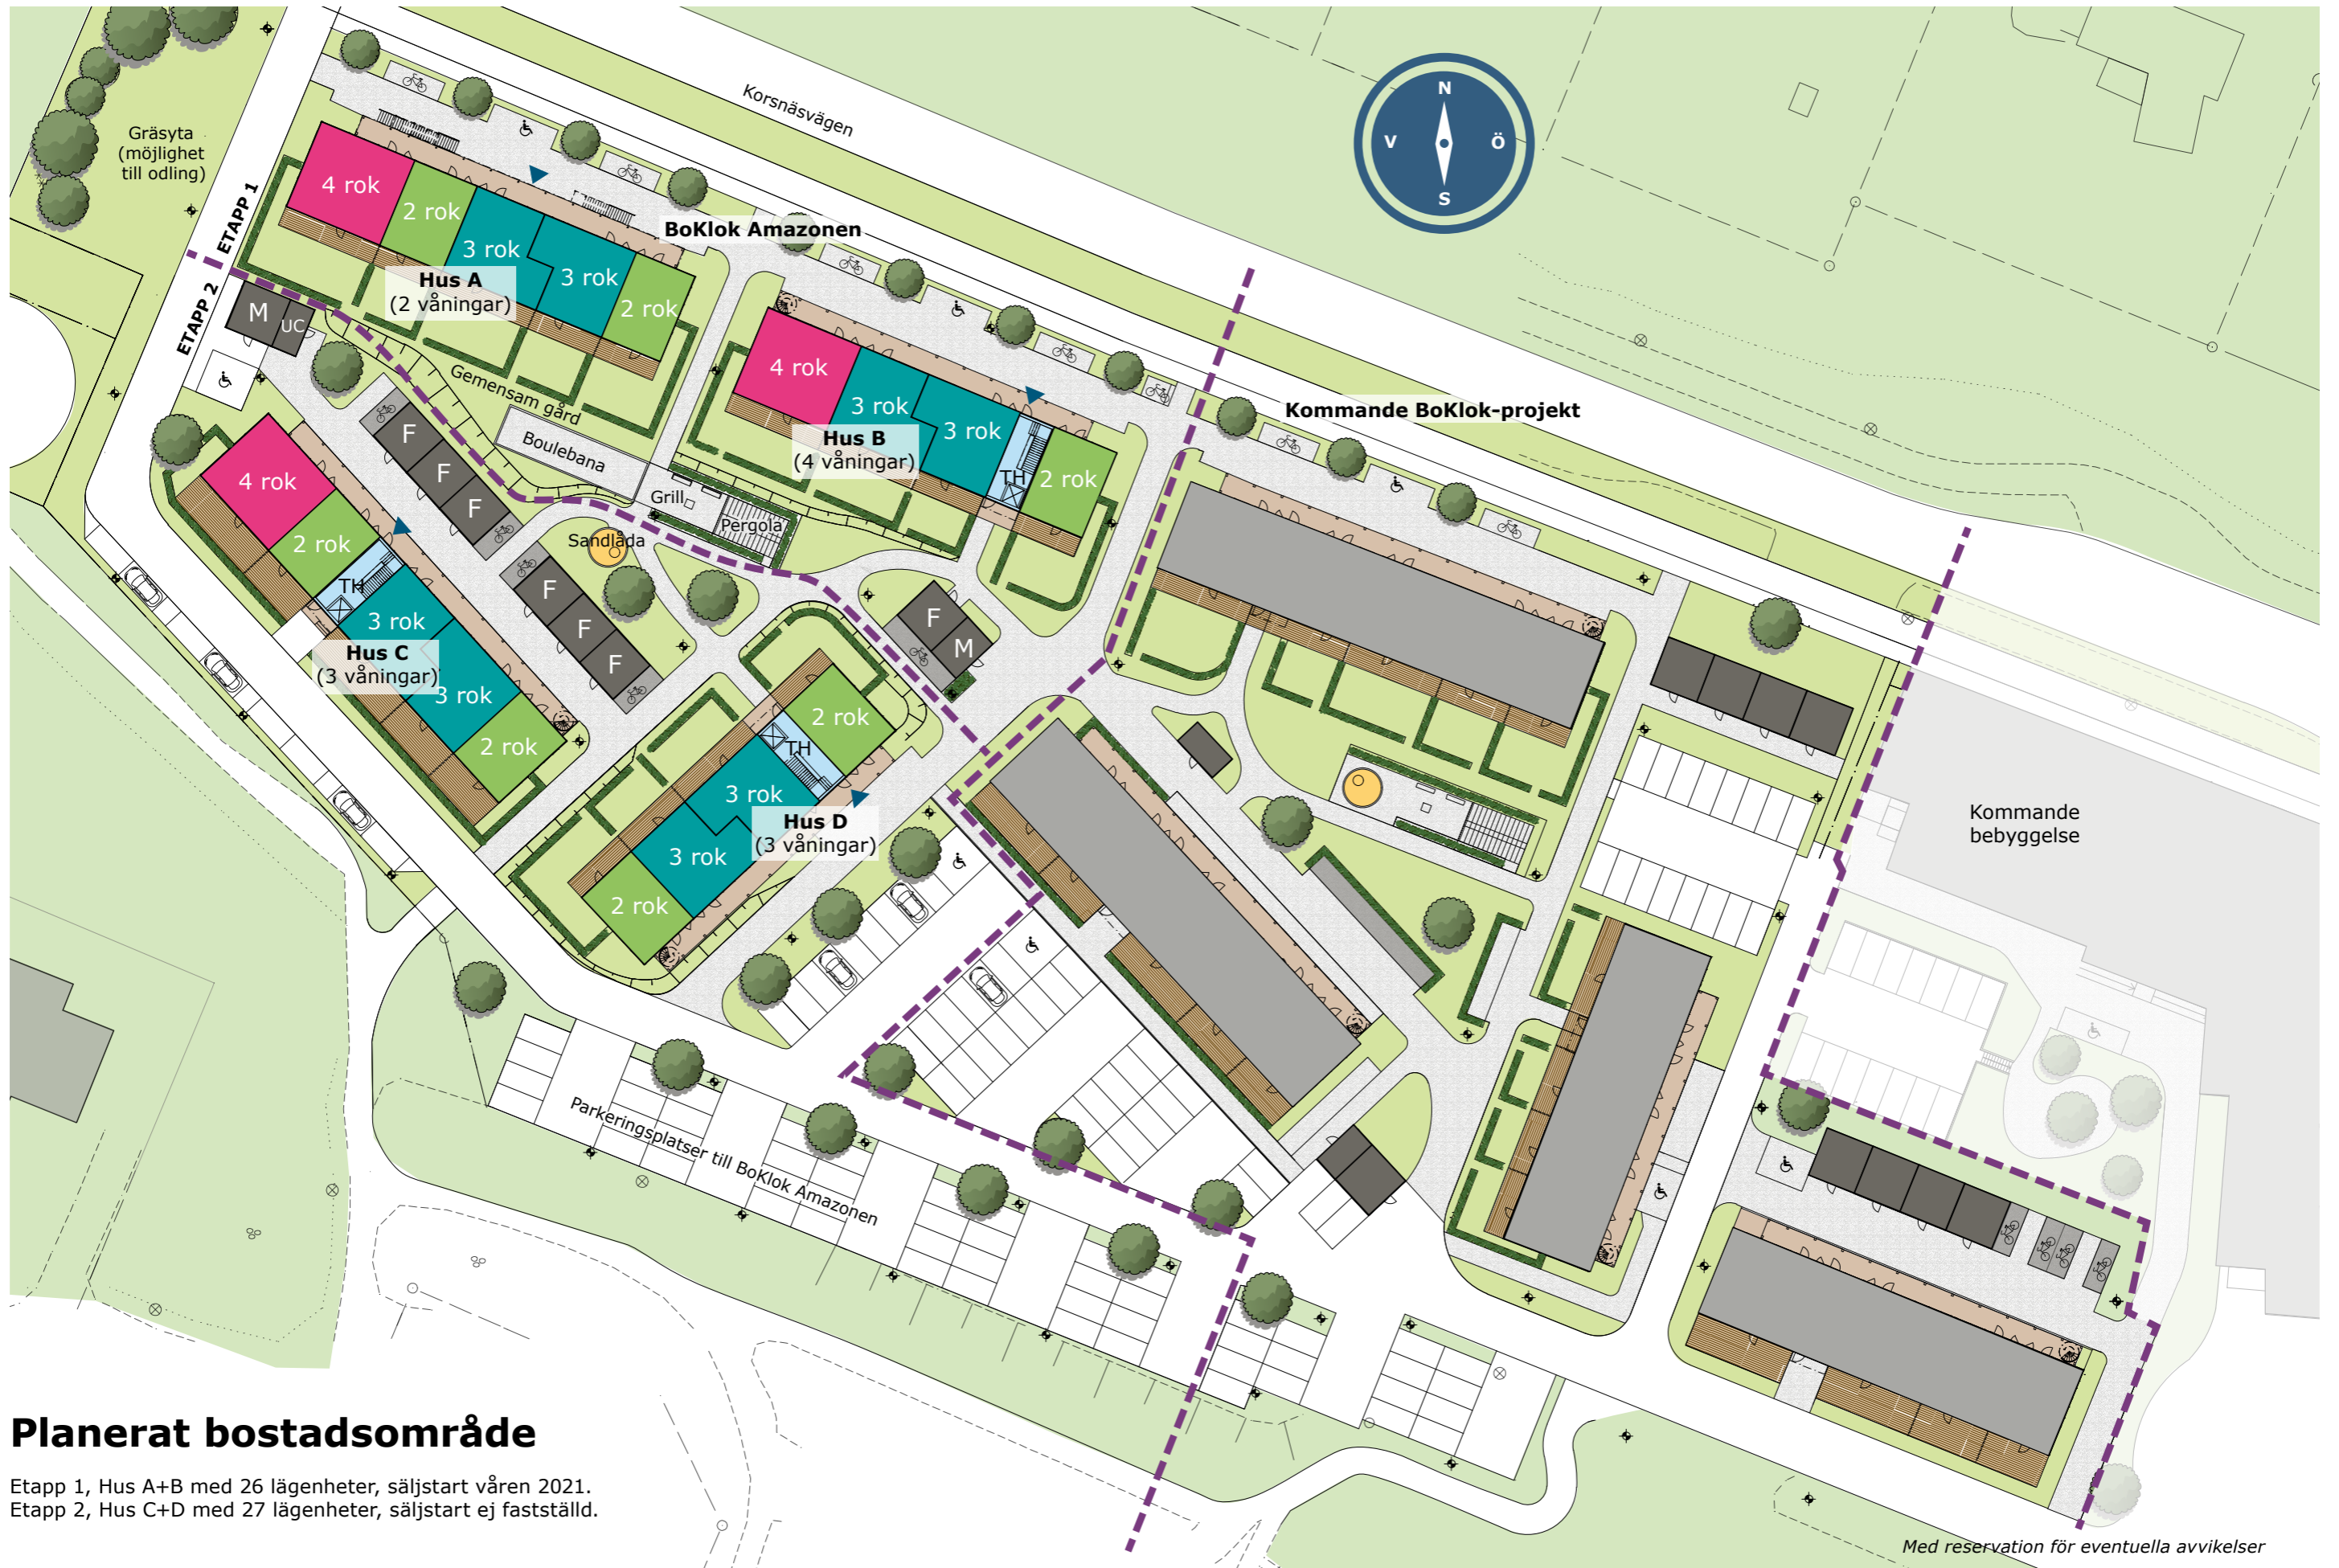 Korsnäsvägen
Gräsyta
(möjlighet
till odling)
N
V
Ö
S
ETAPP 1
ETAPP 2
4 rok
2 rok
3 rok
3 rok
2 rok
Hus A
(2 våningar)
BoKlok Amazonen
M
UC
4 rok
3 rok
3 rok
TH
2 rok
Hus B
(4 våningar)
Kommande BoKlok-projekt
Gemensam gård
Boulebana
Grill
Pergola
Sandlåda
F
F
F
F
F
F
F
M
4 rok
2 rok
TH
3 rok
Hus C
(3 våningar)
3 rok
2 rok
2 rok
TH
3 rok
Hus D
(3 våningar)
3 rok
2 rok
Kommande
bebyggelse
Parkeringsplatser till BoKlok Amazonen
Planerat bostadsområde
Etapp 1, Hus A+B med 26 lägenheter, säljstart våren 2021.
Etapp 2, Hus C+D med 27 lägenheter, säljstart ej fastställd.
Med reservation för eventuella avvikelser